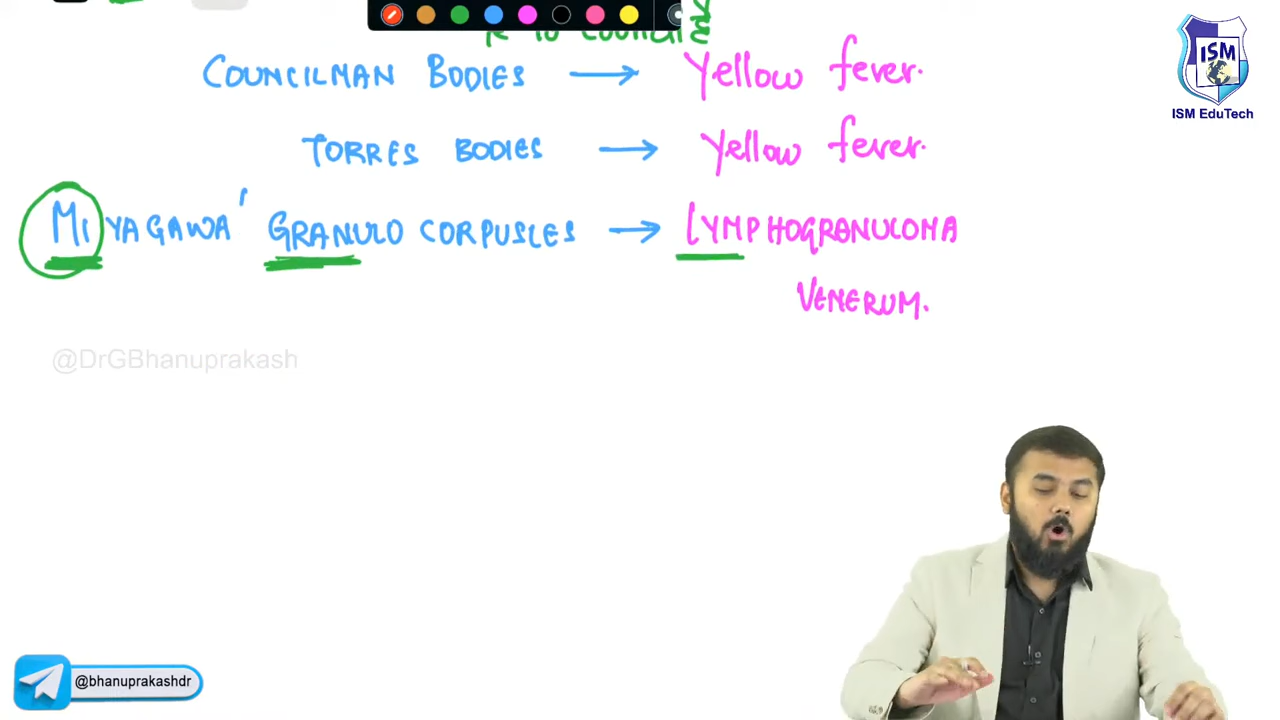 ISM
ISM EduTech
COUNCILMAN BODIES → Yellow fever.
TORRES BODIES → Yellow fever.
MIYAGAWA' GRANULO CORPUSLES → LYMPHOGRANULOMA
VENERUM.
@DrGBhanuprakash
@bhanuprakashdr